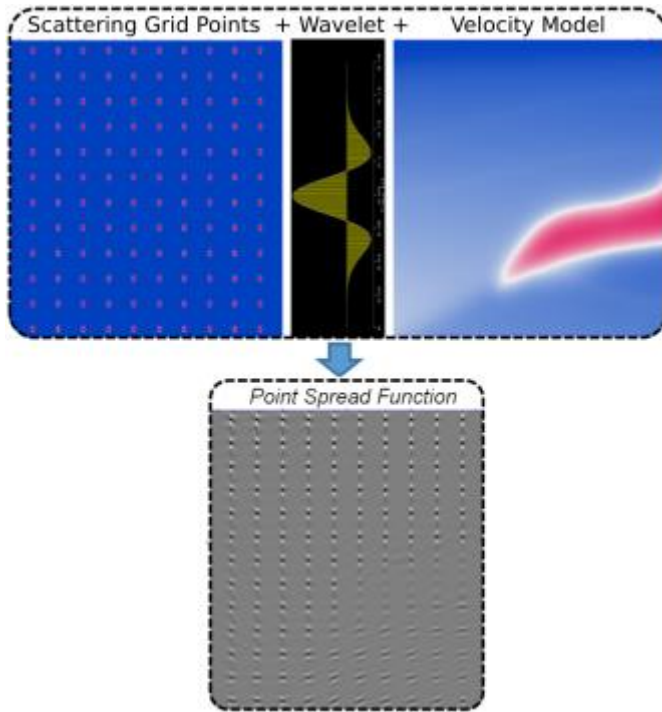 Scattering Grid Points + Wavelet + Velocity Model
Point Spread Function